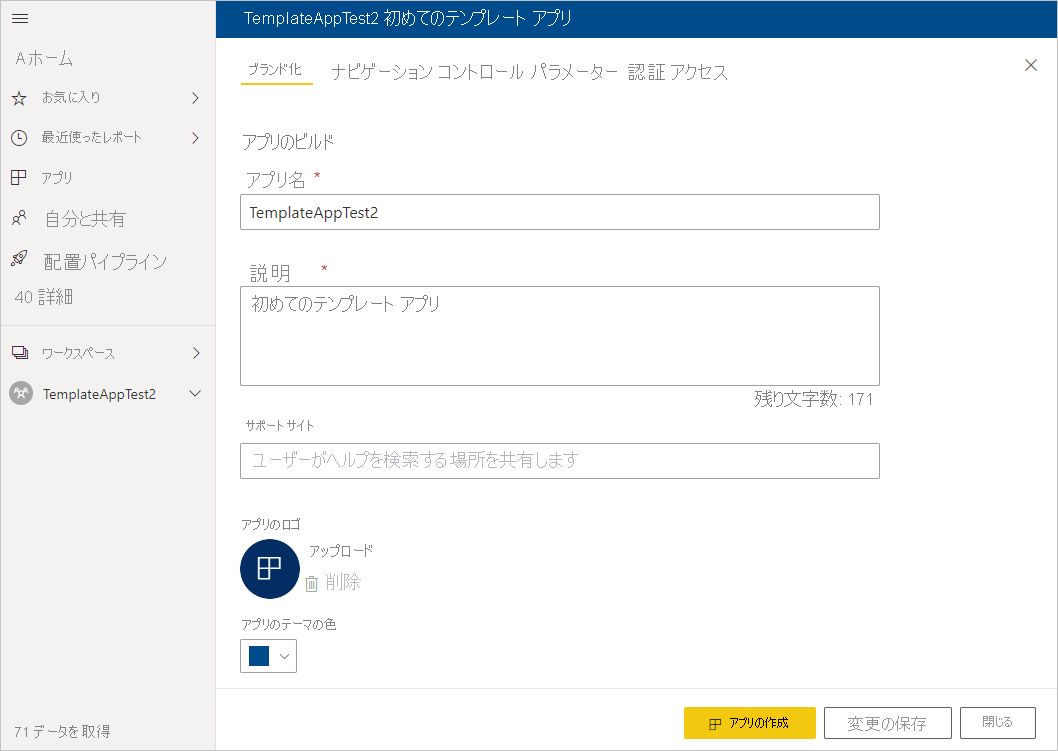 TemplateAppTest2 初めてのテンプレート アプリ
A ホーム
お気に入り
最近使ったレポート
アプリ
自分と共有
配置パイプライン
40 詳細
ワークスペース
TemplateAppTest2
71 データを取得
ブランド化 ナビゲーション コントロール パラメーター 認証 アクセス
アプリのビルド
アプリ名 *
TemplateAppTest2
説明 *
初めてのテンプレート アプリ
残り文字数: 171
サポート サイト
ユーザーがヘルプを検索する場所を共有します
アプリのロゴ
アップロード
削除
アプリのテーマの色
アプリの作成 変更の保存 閉じる